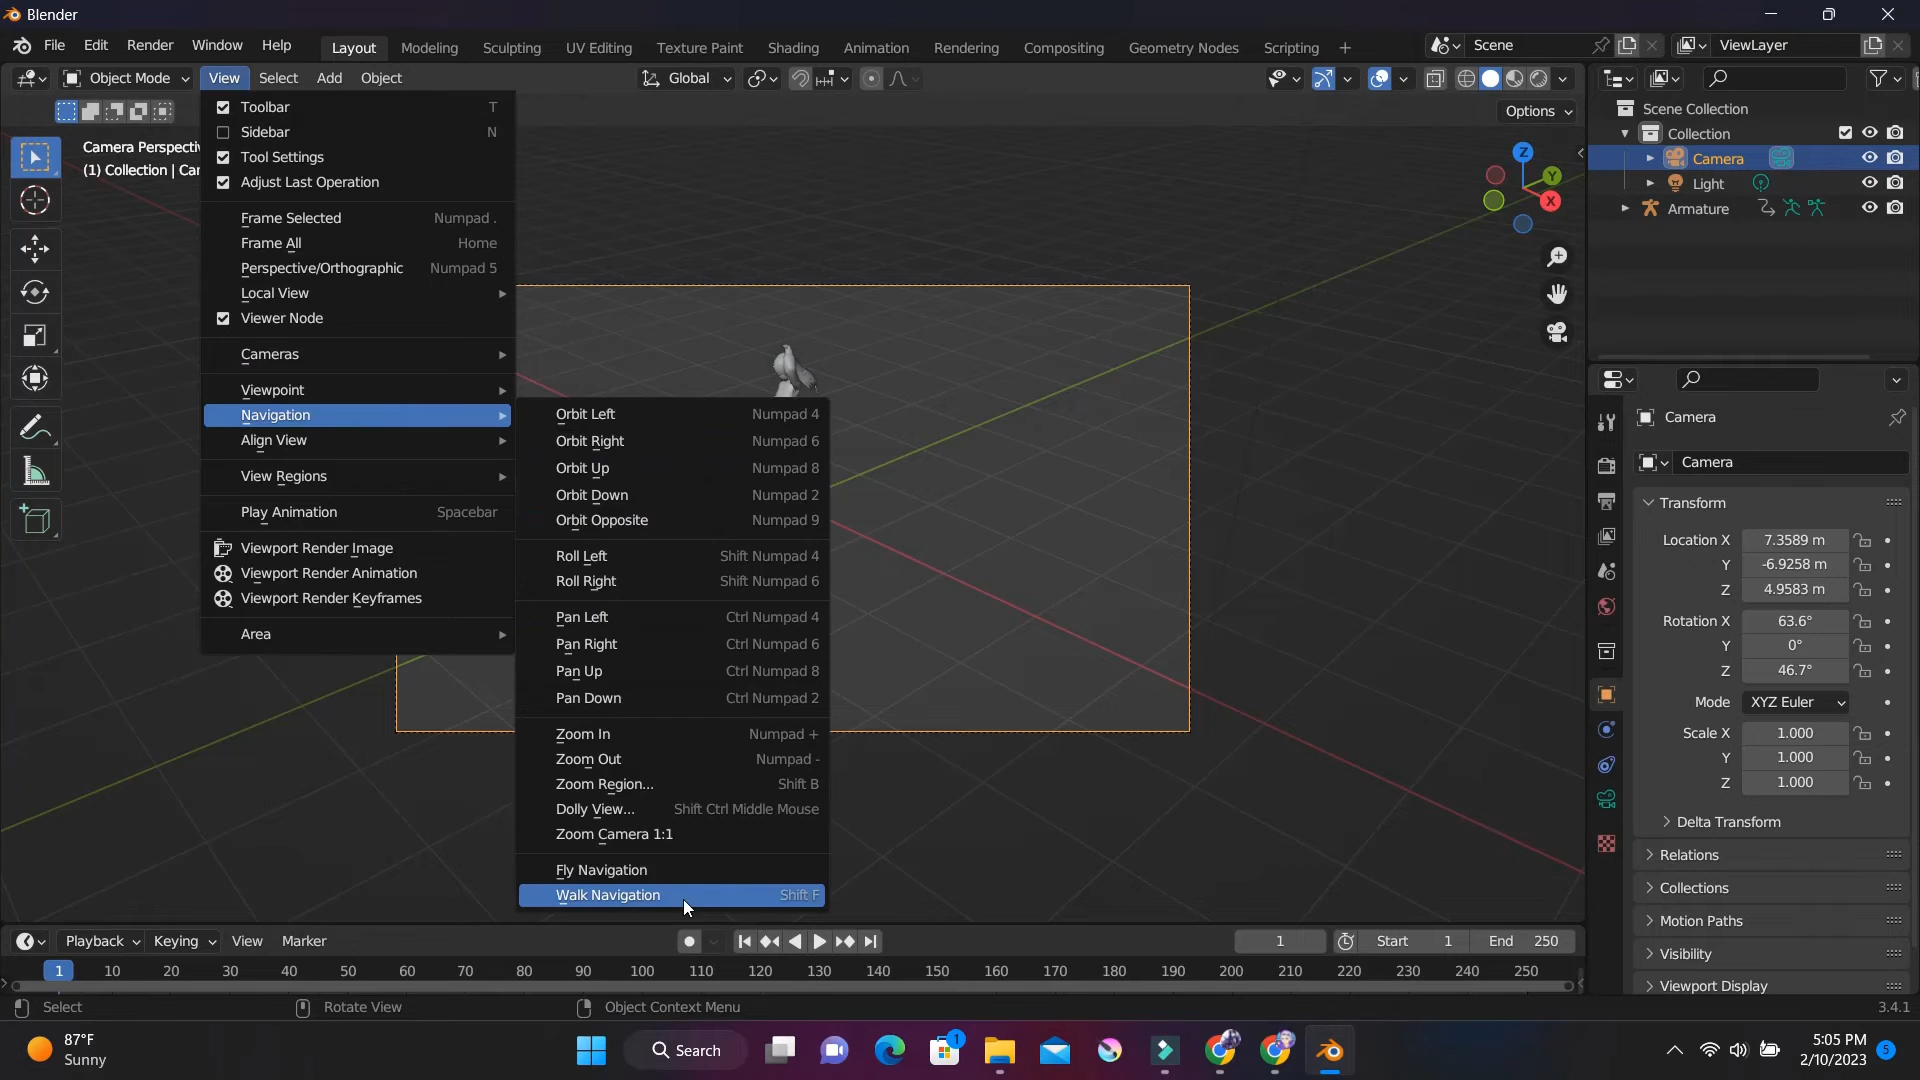 Blender
File Edit Render Window Help Layout Modeling Sculpting UV Editing Texture Paint Shading Animation Rendering Compositing Geometry Nodes Scripting + Scene ViewLayer
Object Mode View Select Add Object Global
Options
Camera Perspecti
(1) Collection | Car
Toolbar T
Sidebar N
Tool Settings
Adjust Last Operation
Frame Selected Numpad .
Frame All Home
Perspective/Orthographic Numpad 5
Local View
Viewer Node
Cameras
Viewpoint
Navigation
Align View
View Regions
Play Animation Spacebar
Viewport Render Image
Viewport Render Animation
Viewport Render Keyframes
Area
Orbit Left Numpad 4
Orbit Right Numpad 6
Orbit Up Numpad 8
Orbit Down Numpad 2
Orbit Opposite Numpad 9
Roll Left Shift Numpad 4
Roll Right Shift Numpad 6
Pan Left Ctrl Numpad 4
Pan Right Ctrl Numpad 6
Pan Up Ctrl Numpad 8
Pan Down Ctrl Numpad 2
Zoom In Numpad +
Zoom Out Numpad -
Zoom Region... Shift B
Dolly View... Shift Ctrl Middle Mouse
Zoom Camera 1:1
Fly Navigation
Walk Navigation Shift F
Z
Y
X
Scene Collection
Collection
Camera
Light
Armature
Camera
Camera
Transform
Location X 7.3589 m
Y -6.9258 m
Z 4.9583 m
Rotation X 63.6°
Y 0°
Z 46.7°
Mode XYZ Euler
Scale X 1.000
Y 1.000
Z 1.000
Delta Transform
Relations
Collections
Motion Paths
Visibility
Viewport Display
Playback Keying View Marker 1 Start 1 End 250
1 10 20 30 40 50 60 70 80 90 100 110 120 130 140 150 160 170 180 190 200 210 220 230 240 250
Select Rotate View Object Context Menu 3.4.1
87°F
Sunny
Search
1
5:05 PM
2/10/2023
5